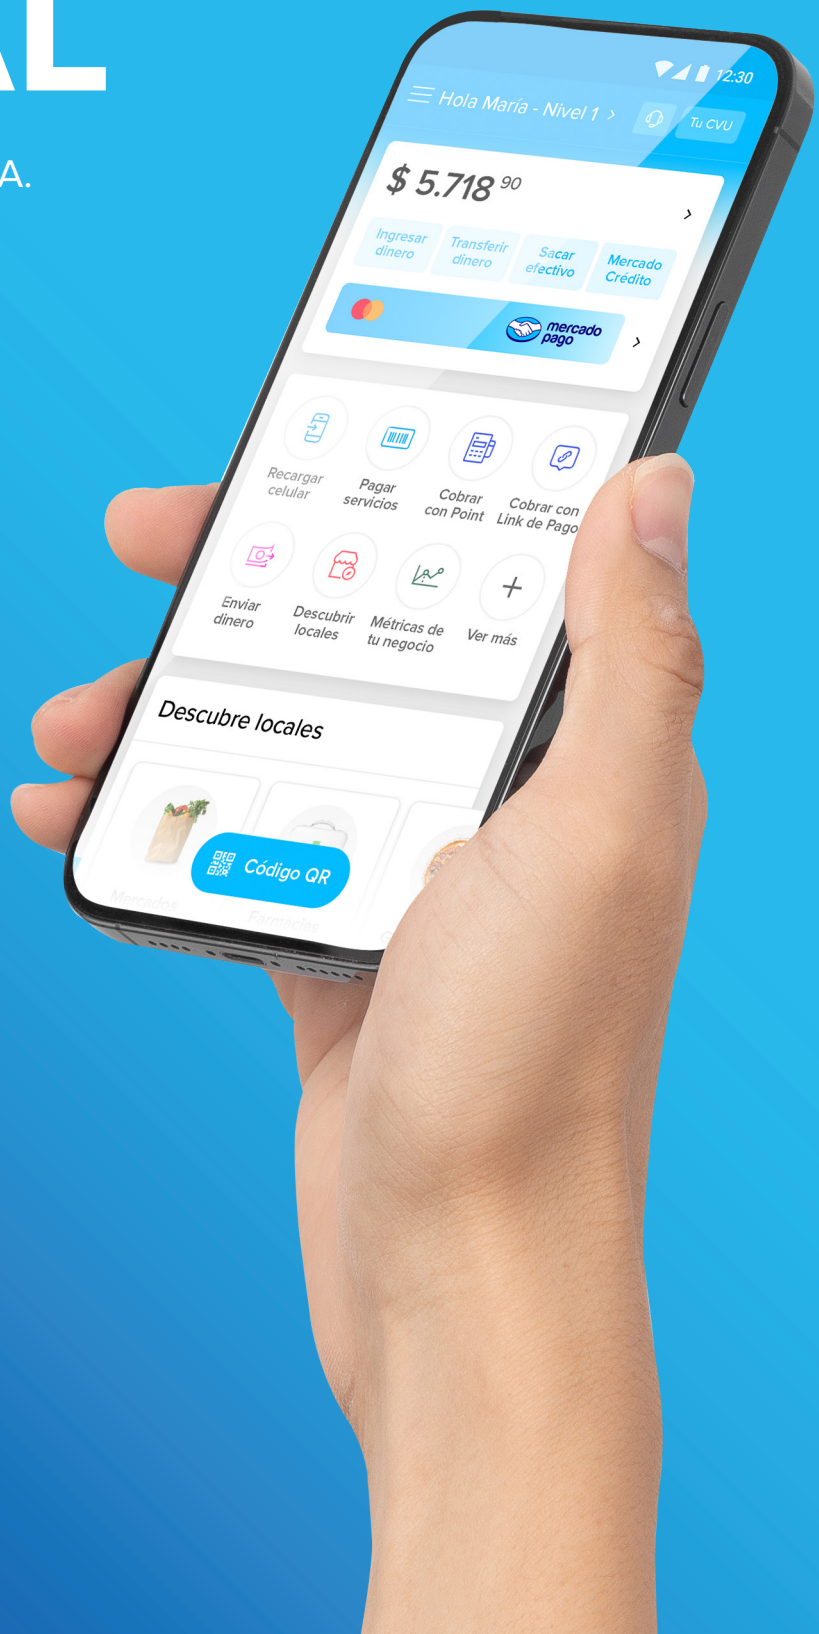 AL
A.
12:30
Hola María - Nivel 1 >
Tu CVU
$ 5.718 90
Ingresar
dinero
Transferir
dinero
Sacar
efectivo
Mercado
Crédito
mercado
pago
Recargar
celular
Pagar
servicios
Cobrar
con Point
Cobrar con
Link de Pago
Enviar
dinero
Descubrir
locales
Métricas de
tu negocio
Ver más
Descubre locales
Mercados
Farmacias
Código QR